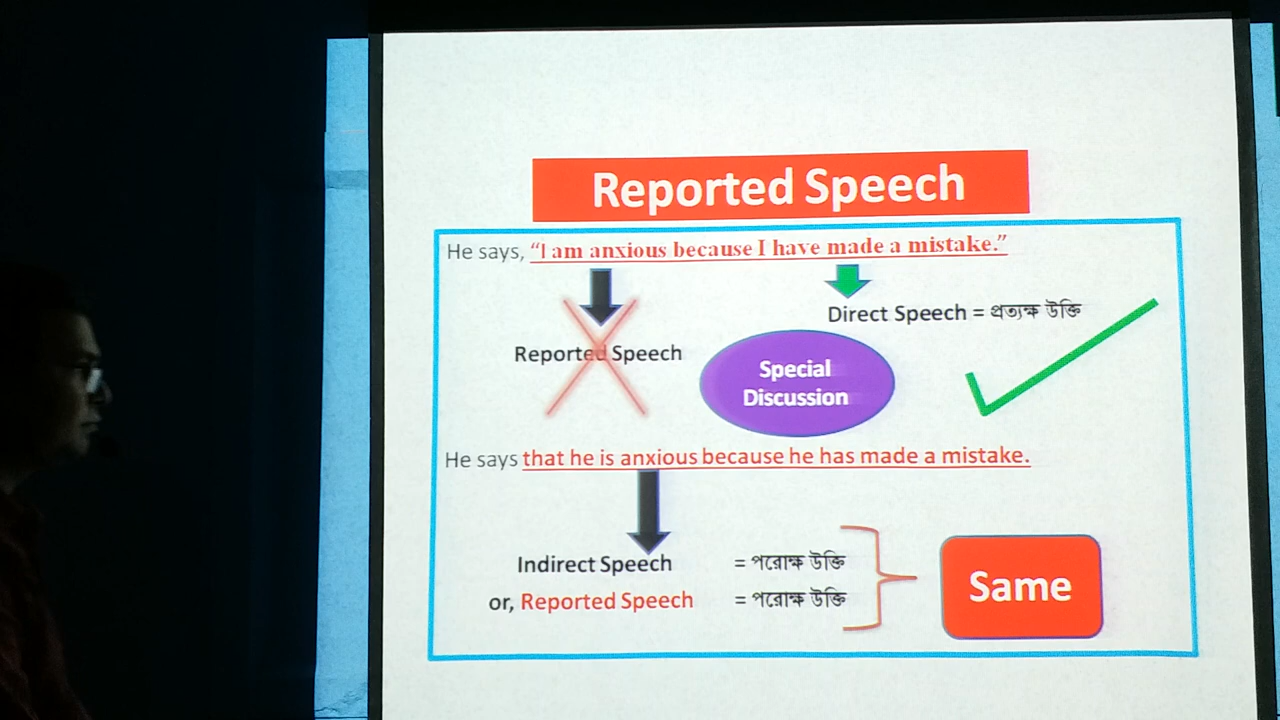 Reported Speech
He says, “I am anxious because I have made a mistake.”
Direct Speech = প্রত্যক্ষ উক্তি
Reported Speech
Special
Discussion
He says that he is anxious because he has made a mistake.
Indirect Speech = পরোক্ষ উক্তি
or, Reported Speech = পরোক্ষ উক্তি
Same